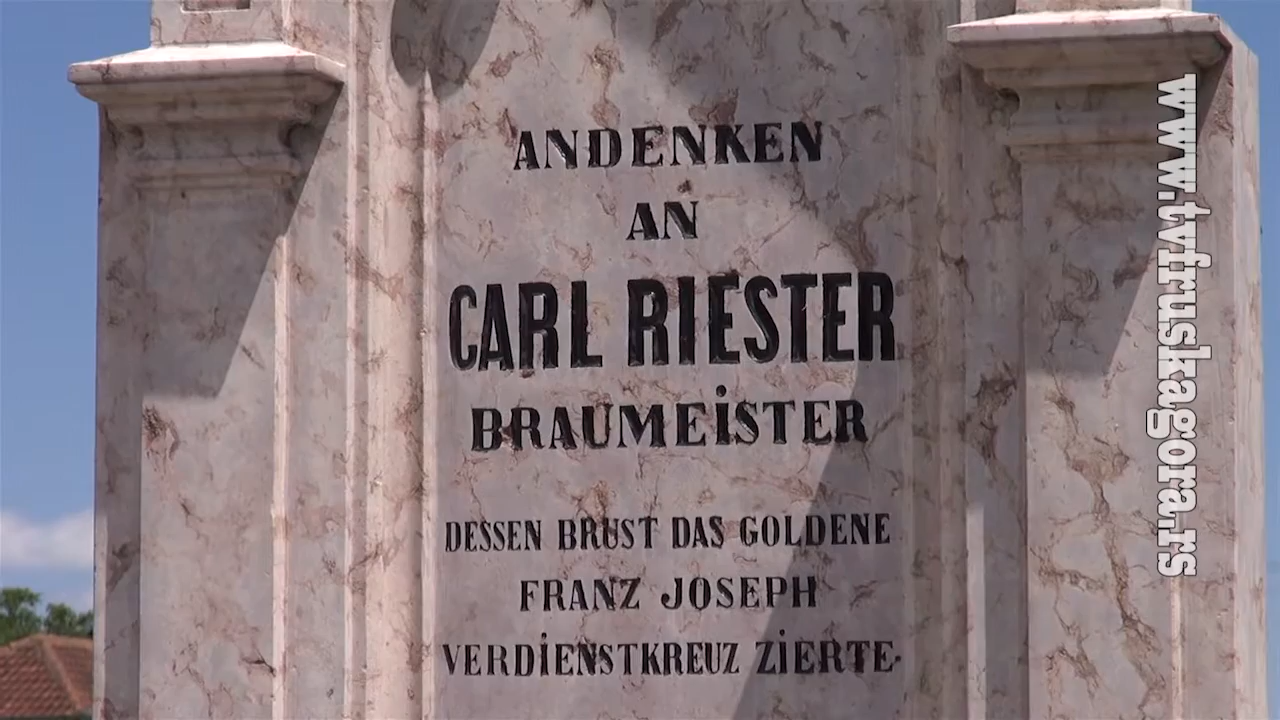 ANDENKEN
AN
CARL RIESTER
BRAUMEiSTER
DESSEN BRUST DAS GOLDENE
FRANZ JOSEPH
VERDiENSTKREUZ ZiERTE.
www.tvfruskagora.rs